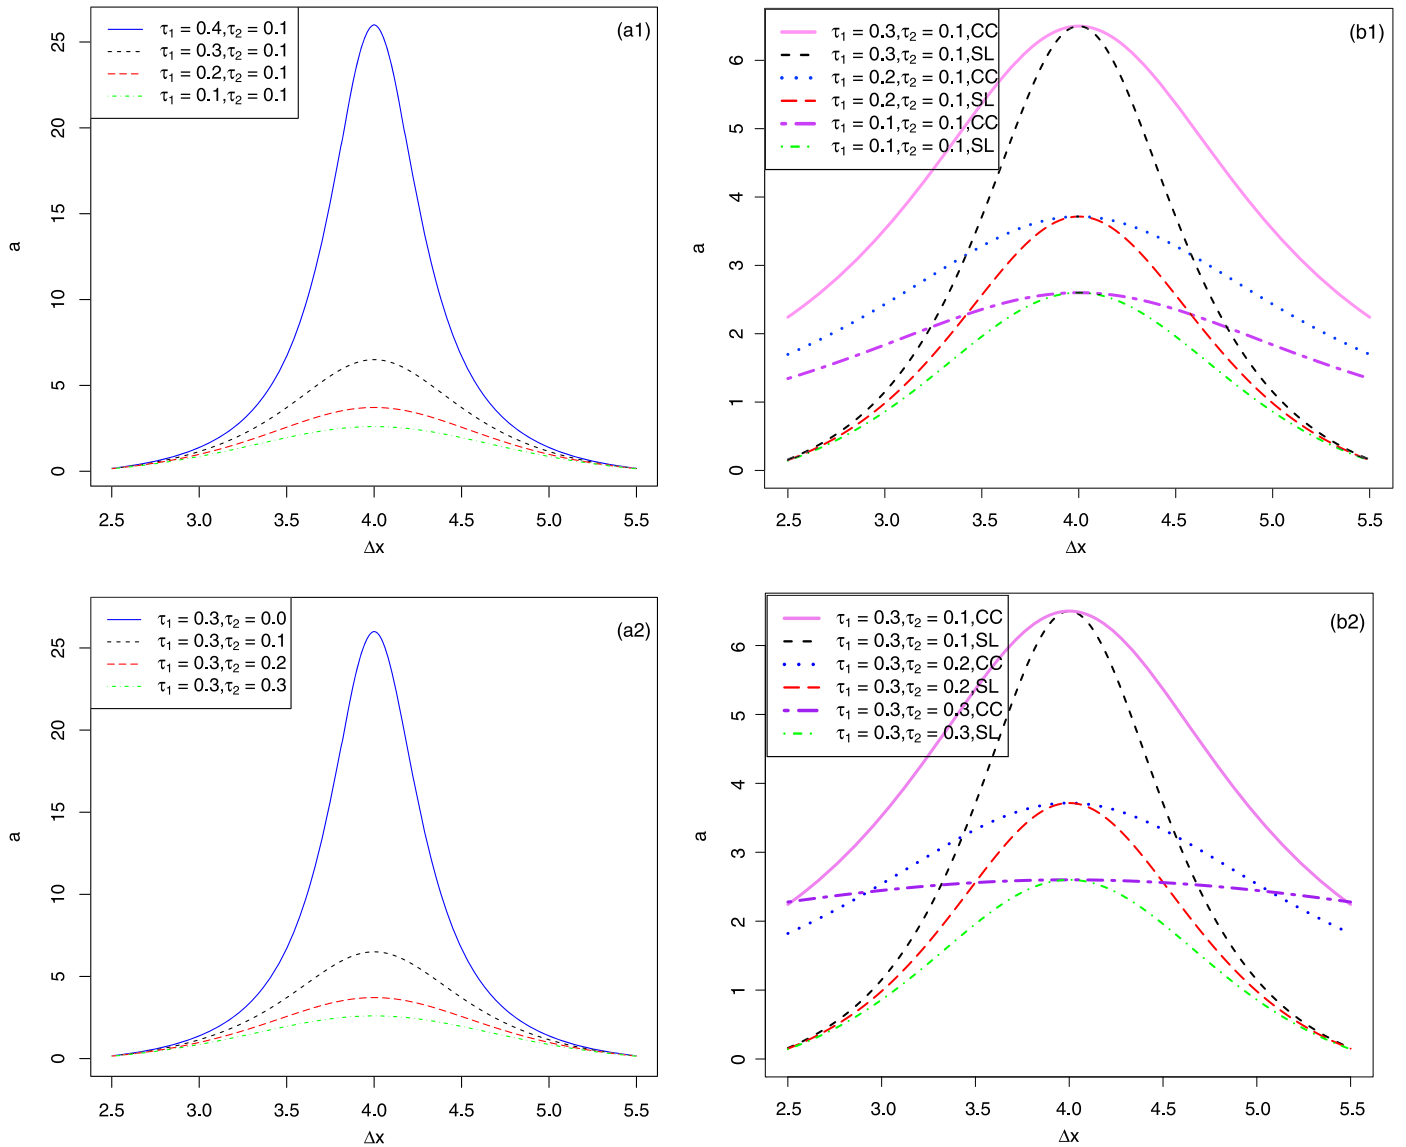 (a1)
τ1 = 0.4,τ2 = 0.1
τ1 = 0.3,τ2 = 0.1
τ1 = 0.2,τ2 = 0.1
τ1 = 0.1,τ2 = 0.1
25
20
15
10
5
0
a
2.5 3.0 3.5 4.0 4.5 5.0 5.5
Δx
(b1)
τ1 = 0.3,τ2 = 0.1,CC
τ1 = 0.3,τ2 = 0.1,SL
τ1 = 0.2,τ2 = 0.1,CC
τ1 = 0.2,τ2 = 0.1,SL
τ1 = 0.1,τ2 = 0.1,CC
τ1 = 0.1,τ2 = 0.1,SL
6
5
4
3
2
1
0
a
2.5 3.0 3.5 4.0 4.5 5.0 5.5
Δx
(a2)
τ1 = 0.3,τ2 = 0.0
τ1 = 0.3,τ2 = 0.1
τ1 = 0.3,τ2 = 0.2
τ1 = 0.3,τ2 = 0.3
25
20
15
10
5
0
a
2.5 3.0 3.5 4.0 4.5 5.0 5.5
Δx
(b2)
τ1 = 0.3,τ2 = 0.1,CC
τ1 = 0.3,τ2 = 0.1,SL
τ1 = 0.3,τ2 = 0.2,CC
τ1 = 0.3,τ2 = 0.2,SL
τ1 = 0.3,τ2 = 0.3,CC
τ1 = 0.3,τ2 = 0.3,SL
6
5
4
3
2
1
0
a
2.5 3.0 3.5 4.0 4.5 5.0 5.5
Δx